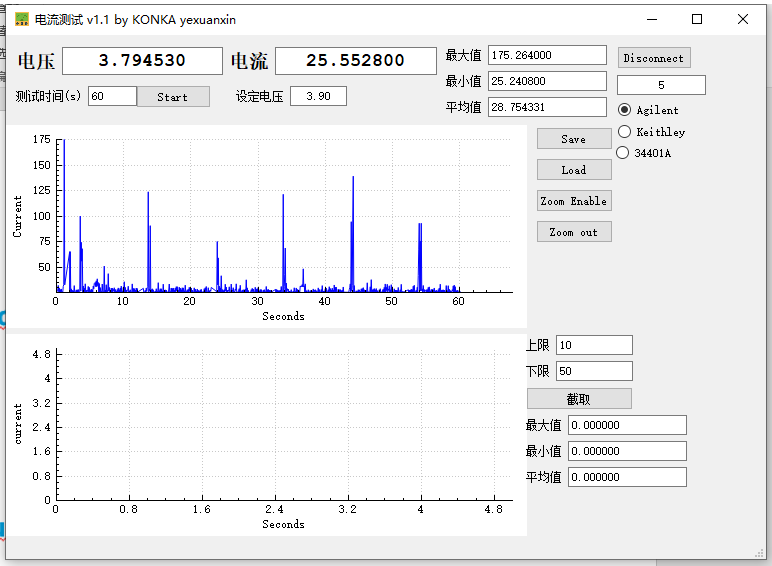 电流测试 v1.1 by KONKA yexuanxin
电压 3.794530 电流 25.552800
最大值 175.264000
Disconnect
最小值 25.240800
5
测试时间(s) 60 Start 设定电压 3.90
平均值 28.754331
Agilent
Keithley
34401A
Save
Load
Zoom Enable
Zoom out
175
150
125
100
75
50
Current
0 10 20 30 40 50 60
Seconds
上限 10
下限 50
截取
最大值 0.000000
最小值 0.000000
平均值 0.000000
4.8
4
3.2
2.4
1.6
0.8
0
current
0 0.8 1.6 2.4 3.2 4 4.8
Seconds